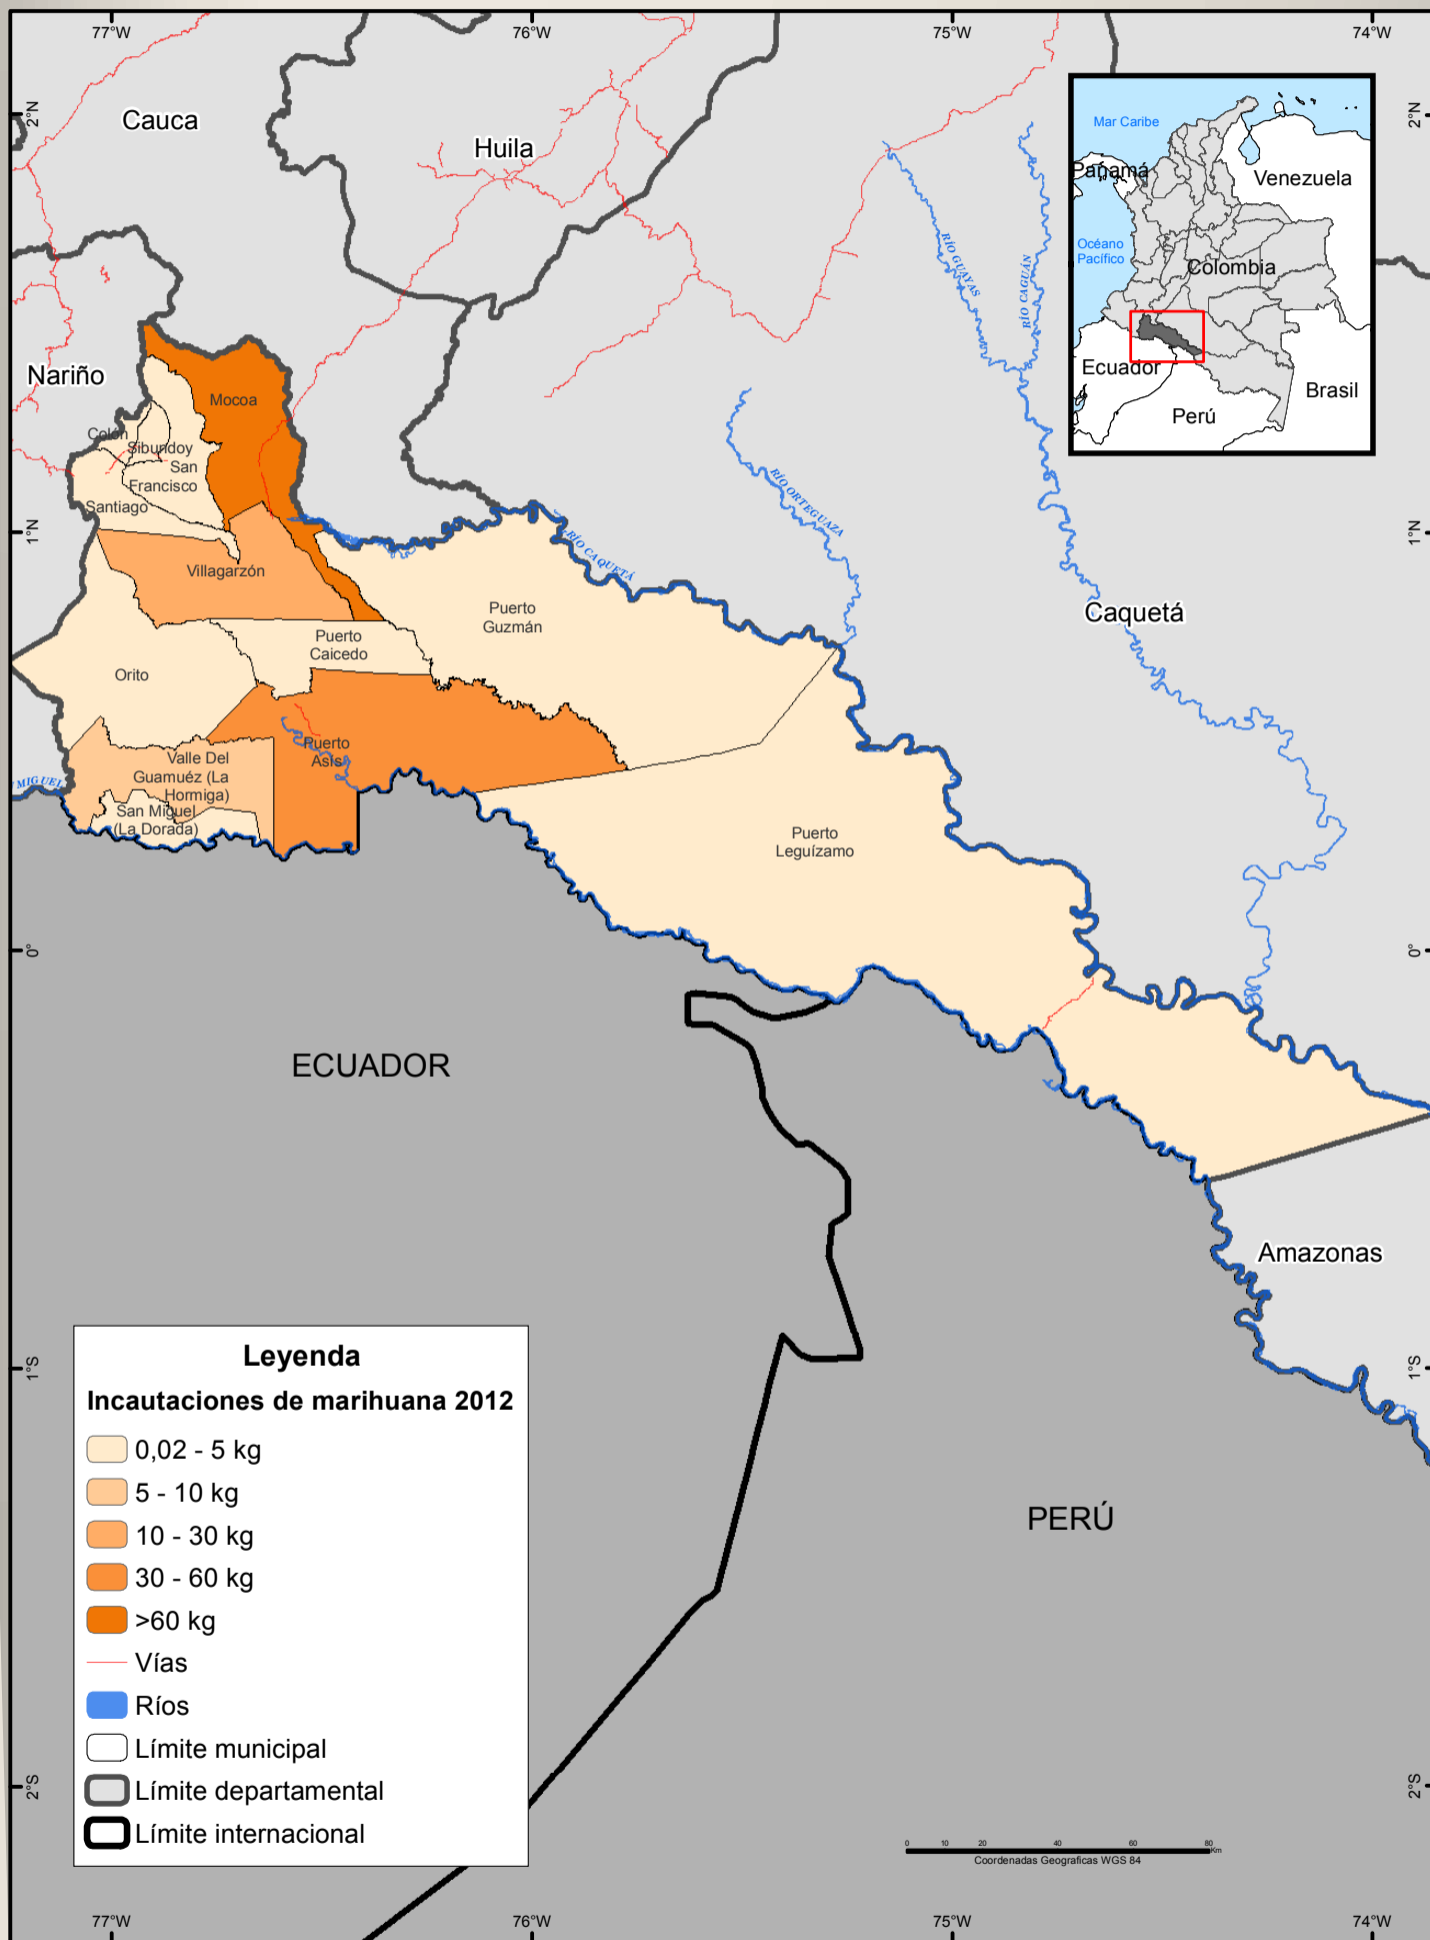 77°W
76°W
75°W
74°W
2°N
2°N
Cauca
Huila
Mar Caribe
Panamá
Venezuela
Océano
Pacífico
Colombia
Ecuador
Brasil
Perú
RÍO GUAYAS
RÍO CAGUÁN
Nariño
Mocoa
Colón
Sibundoy
San
Francisco
Santiago
RÍO ORTEGUAZA
1°N
1°N
RÍO CAQUETÁ
Villagarzón
Puerto
Guzmán
Caquetá
Puerto
Caicedo
Orito
Puerto
Asís
Valle Del
Guamuéz (La
Hormiga)
MIGUEL
San Miguel
(La Dorada)
Puerto
Leguízamo
0°
0°
ECUADOR
Amazonas
1°S
1°S
PERÚ
Leyenda
Incautaciones de marihuana 2012
0,02 - 5 kg
5 - 10 kg
10 - 30 kg
30 - 60 kg
>60 kg
Vías
Ríos
Límite municipal
Límite departamental
Límite internacional
2°S
2°S
0 10 20 40 60 80
Km
Coordenadas Geograficas WGS 84
77°W
76°W
75°W
74°W